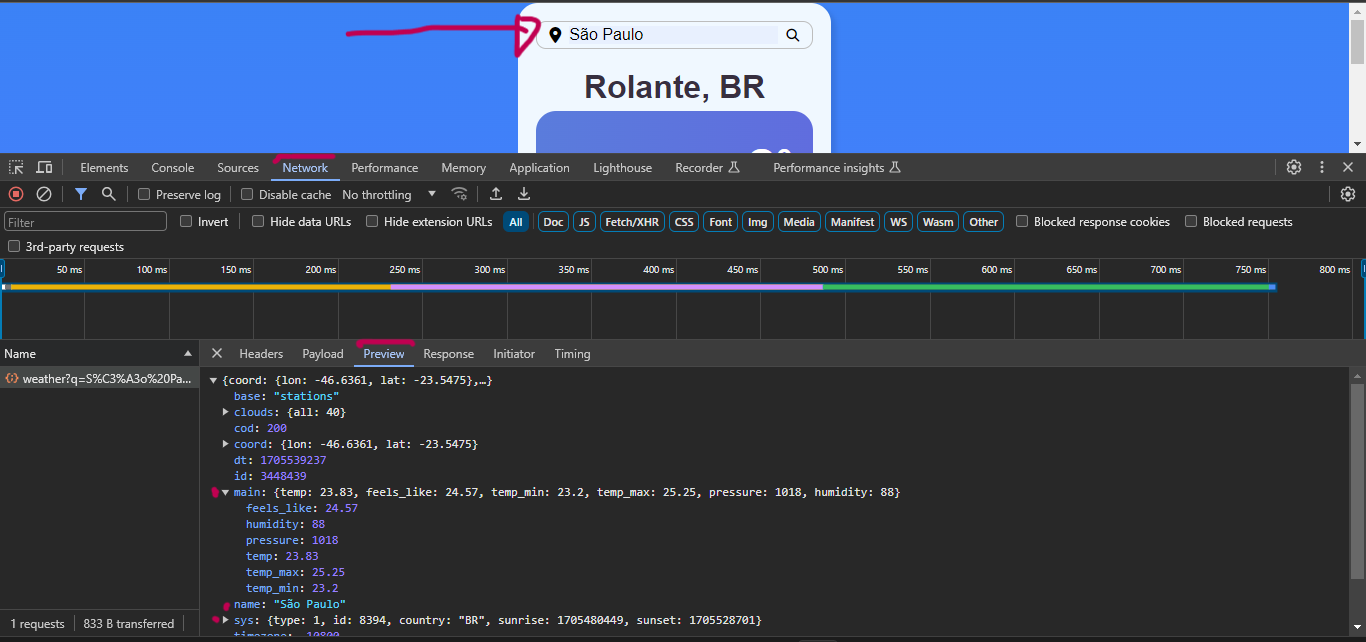 São Paulo
Rolante, BR
Elements Console Sources Network Performance Memory Application Lighthouse Recorder Performance insights
Preserve log Disable cache No throttling
Filter Invert Hide data URLs Hide extension URLs All Doc JS Fetch/XHR CSS Font Img Media Manifest WS Wasm Other Blocked response cookies Blocked requests
3rd-party requests
50 ms 100 ms 150 ms 200 ms 250 ms 300 ms 350 ms 400 ms 450 ms 500 ms 550 ms 600 ms 650 ms 700 ms 750 ms 800 ms
Name Headers Payload Preview Response Initiator Timing
weather?q=S%C3%A3o%20Pa...
{coord: {lon: -46.6361, lat: -23.5475},…}
base: "stations"
clouds: {all: 40}
cod: 200
coord: {lon: -46.6361, lat: -23.5475}
dt: 1705539237
id: 3448439
main: {temp: 23.83, feels_like: 24.57, temp_min: 23.2, temp_max: 25.25, pressure: 1018, humidity: 88}
feels_like: 24.57
humidity: 88
pressure: 1018
temp: 23.83
temp_max: 25.25
temp_min: 23.2
name: "São Paulo"
sys: {type: 1, id: 8394, country: "BR", sunrise: 1705480449, sunset: 1705528701}
timezone: -10800
1 requests 833 B transferred